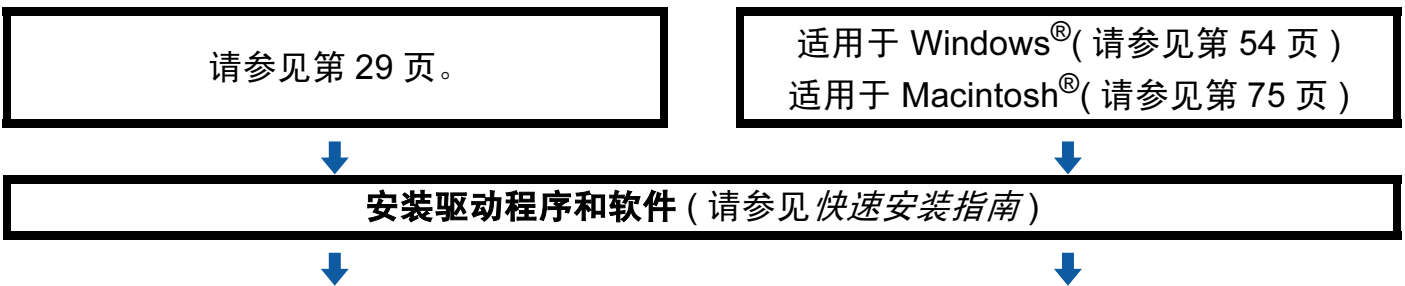 请参见第 29 页。
适用于 Windows®( 请参见第 54 页 )
适用于 Macintosh®( 请参见第 75 页 )
安装驱动程序和软件 ( 请参见快速安装指南 )